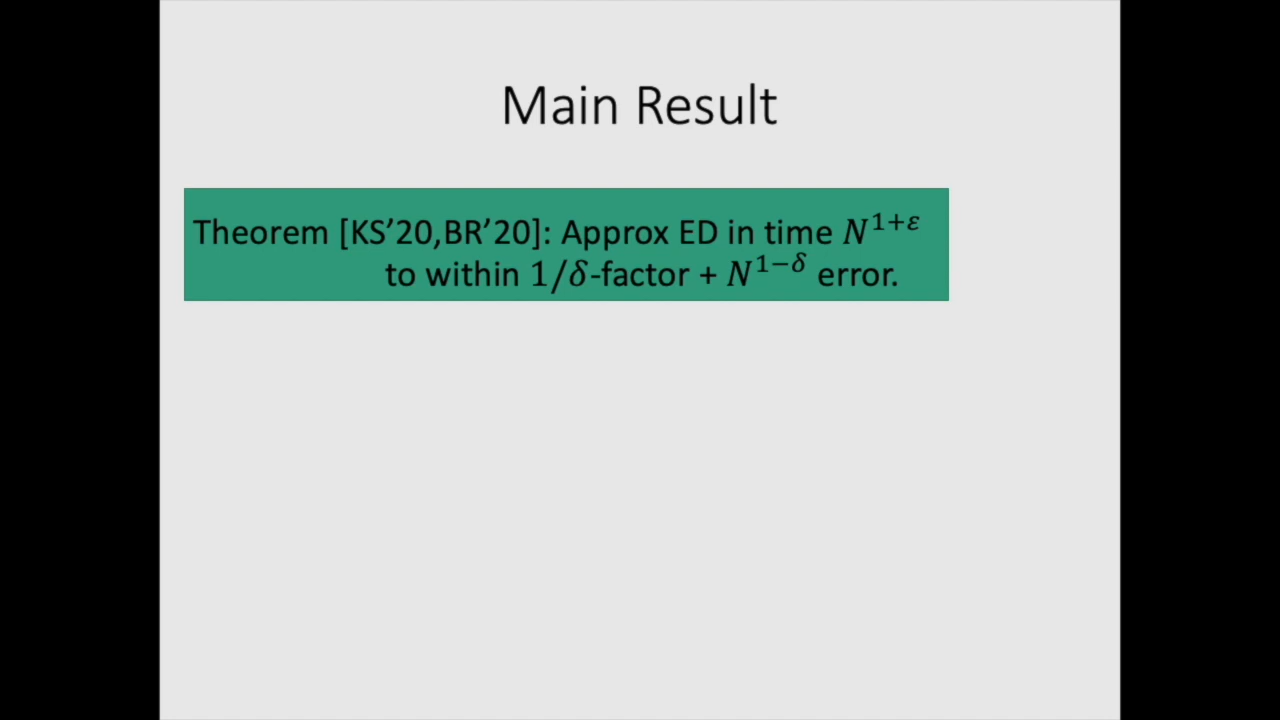 Main Result
Theorem [KS’20,BR’20]: Approx ED in time 𝑁^{1+𝜀}
to within 1/𝛿-factor + 𝑁^{1−𝛿} error.